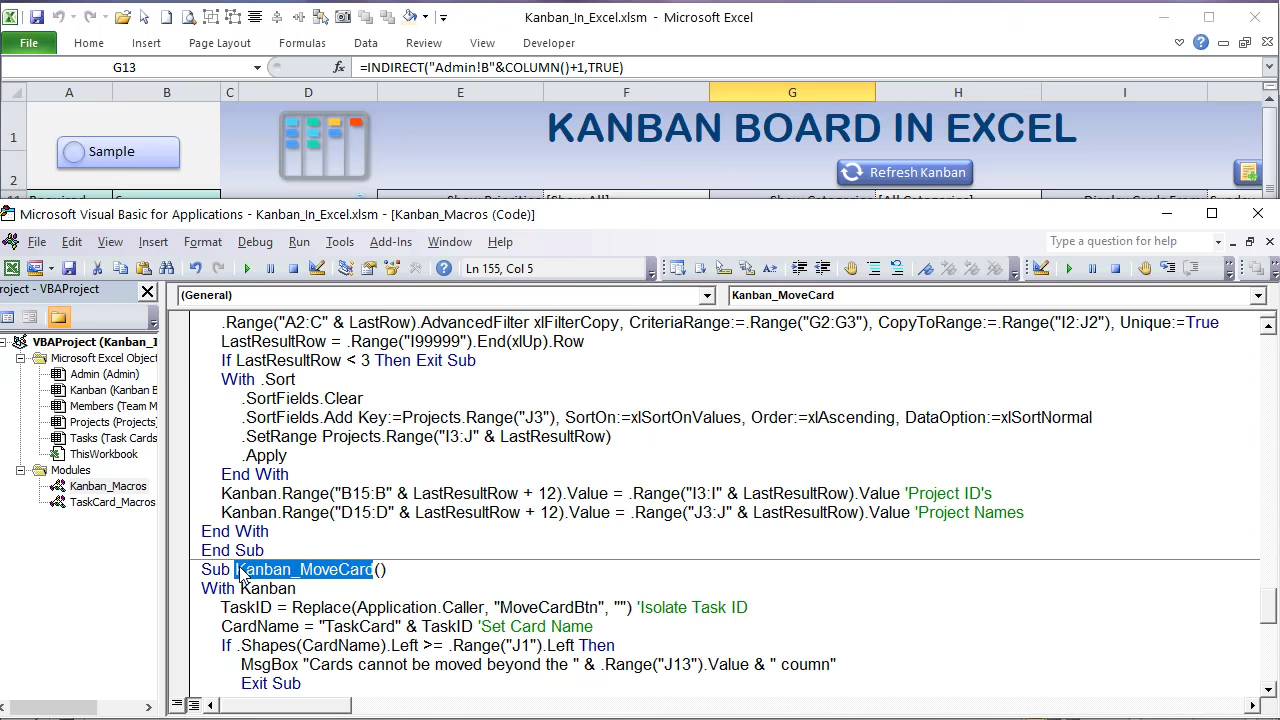 Kanban_In_Excel.xlsm - Microsoft Excel
File Home Insert Page Layout Formulas Data Review View Developer
G13 fx =INDIRECT("Admin!B"&COLUMN()+1,TRUE)
A B C D E F G H I
1 KANBAN BOARD IN EXCEL
Sample
2 Refresh Kanban
Microsoft Visual Basic for Applications - Kanban_In_Excel.xlsm - [Kanban_Macros (Code)]
File Edit View Insert Format Debug Run Tools Add-Ins Window Help Type a question for help
Ln 155, Col 5
roject - VBAProject
(General) Kanban_MoveCard
VBAProject (Kanban_I
Microsoft Excel Object
Admin (Admin)
Kanban (Kanban B
Members (Team M
Projects (Projects)
Tasks (Task Cards
ThisWorkbook
Modules
Kanban_Macros
TaskCard_Macros
.Range("A2:C" & LastRow).AdvancedFilter xlFilterCopy, CriteriaRange:=.Range("G2:G3"), CopyToRange:=.Range("I2:J2"), Unique:=True
LastResultRow = .Range("I99999").End(xlUp).Row
If LastResultRow < 3 Then Exit Sub
With .Sort
.SortFields.Clear
.SortFields.Add Key:=Projects.Range("J3"), SortOn:=xlSortOnValues, Order:=xlAscending, DataOption:=xlSortNormal
.SetRange Projects.Range("I3:J" & LastResultRow)
.Apply
End With
Kanban.Range("B15:B" & LastResultRow + 12).Value = .Range("I3:I" & LastResultRow).Value 'Project ID's
Kanban.Range("D15:D" & LastResultRow + 12).Value = .Range("J3:J" & LastResultRow).Value 'Project Names
End With
End Sub
Sub Kanban_MoveCard()
With Kanban
TaskID = Replace(Application.Caller, "MoveCardBtn", "") 'Isolate Task ID
CardName = "TaskCard" & TaskID 'Set Card Name
If .Shapes(CardName).Left >= .Range("J1").Left Then
MsgBox "Cards cannot be moved beyond the " & .Range("J13").Value & " coumn"
Exit Sub